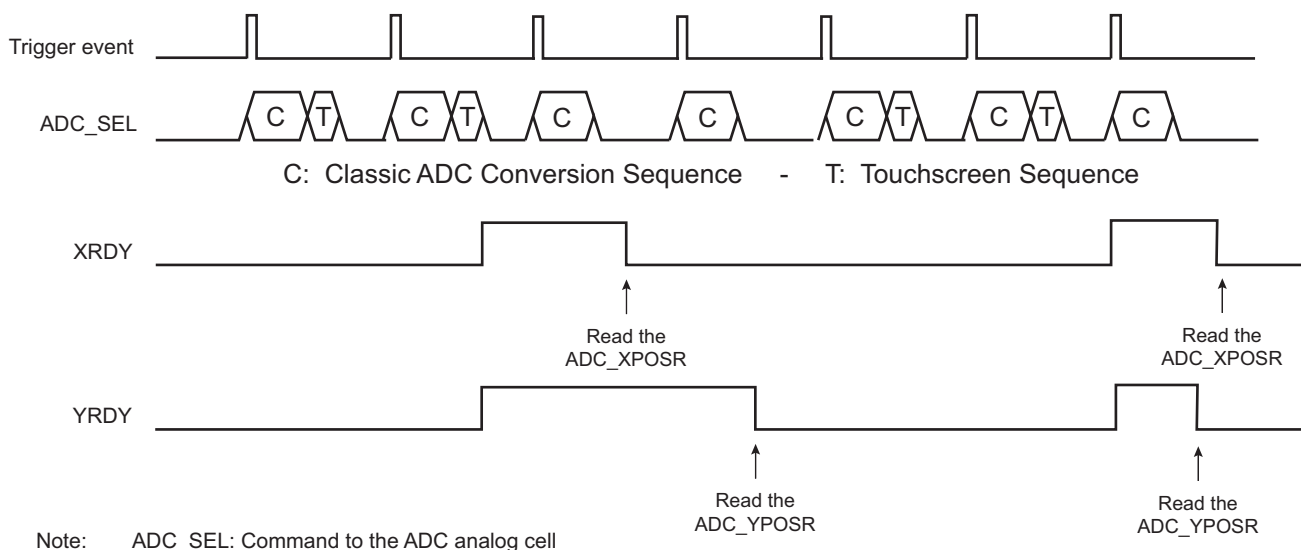 Trigger event
ADC_SEL
C T C T C C C T C T C
C: Classic ADC Conversion Sequence - T: Touchscreen Sequence
XRDY
Read the
ADC_XPOSR
Read the
ADC_XPOSR
YRDY
Read the
ADC_YPOSR
Read the
ADC_YPOSR
Note: ADC_SEL: Command to the ADC analog cell